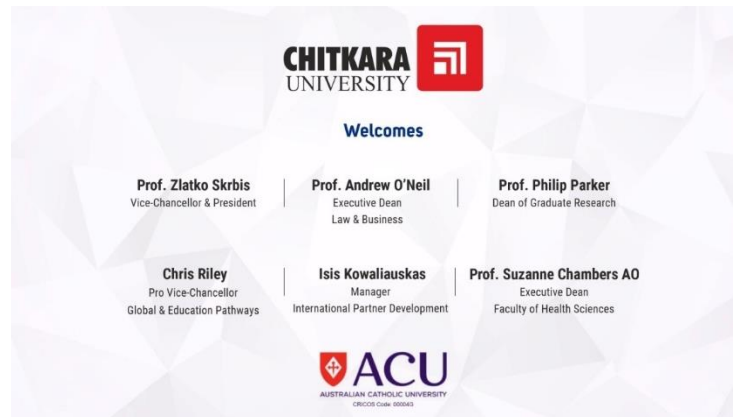 CHITKARA
UNIVERSITY
Welcomes
Prof. Zlatko Skrbis
Vice-Chancellor & President
Prof. Andrew O'Neil
Executive Dean
Law & Business
Prof. Philip Parker
Dean of Graduate Research
Chris Riley
Pro Vice-Chancellor
Global & Education Pathways
Isis Kowaliauskas
Manager
International Partner Development
Prof. Suzanne Chambers AO
Executive Dean
Faculty of Health Sciences
ACU
AUSTRALIAN CATHOLIC UNIVERSITY
CRICOS Code